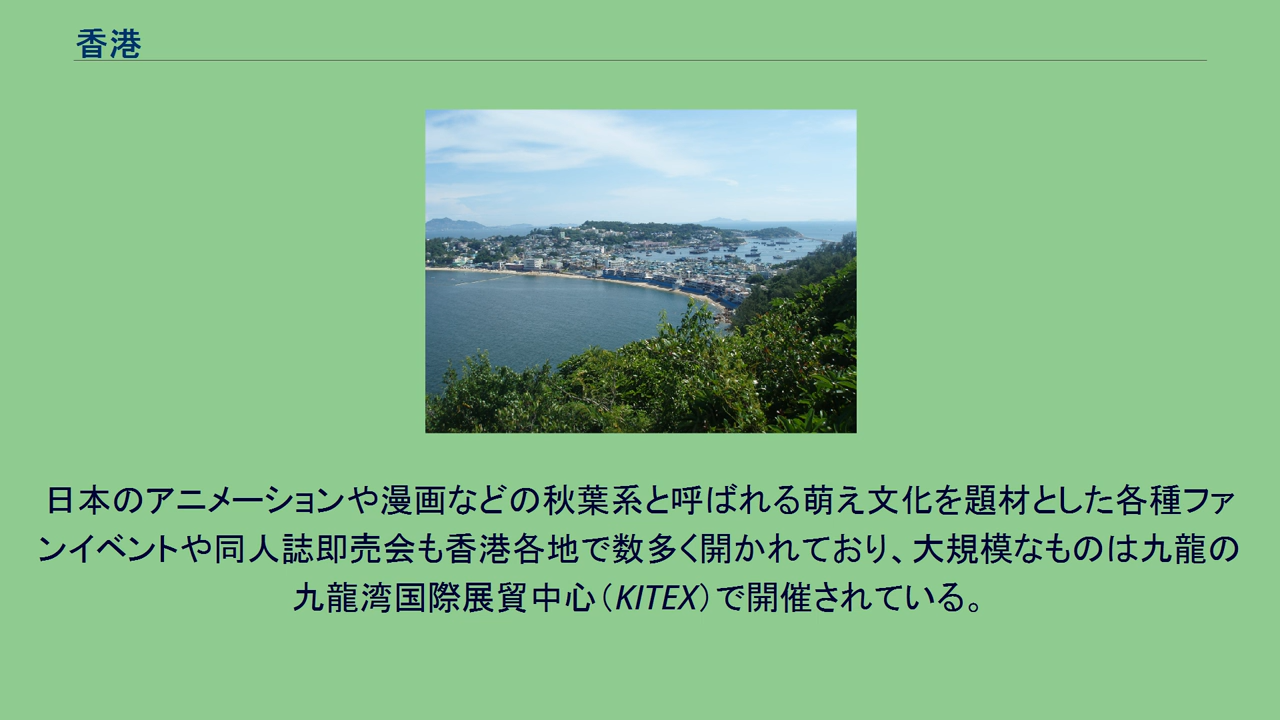 香港
日本のアニメーションや漫画などの秋葉系と呼ばれる萌え文化を題材とした各種ファ
ンイベントや同人誌即売会も香港各地で数多く開かれており、大規模なものは九龍の
九龍湾国際展貿中心（KITEX）で開催されている。